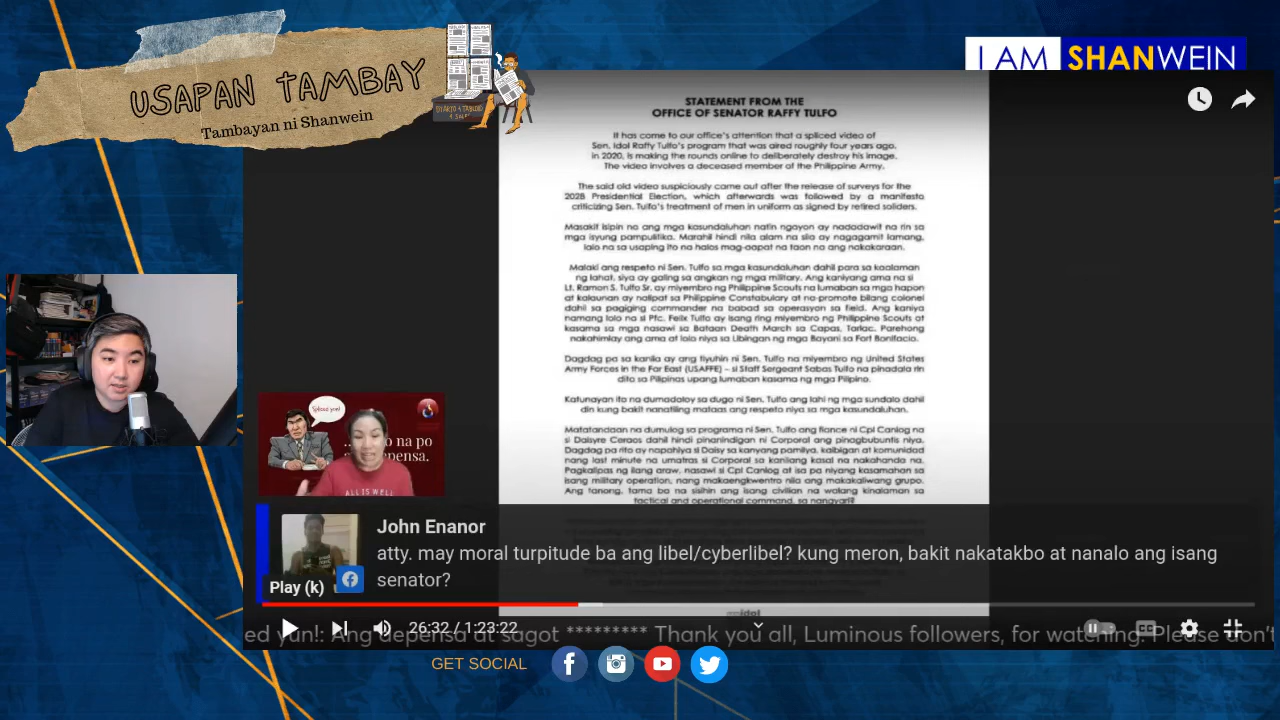 USAPAN TAMBAY
Tambayan ni Shanwein
I AM SHANWEIN
STATEMENT FROM THE
OFFICE OF SENATOR RAFFY TULFO
It has come to our office's attention that a spliced video of
Sen. Idol Raffy Tulfo's program that was aired roughly four years ago,
in 2020, is making the rounds online to deliberately destroy his image.
The video involves a deceased member of the Philippine Army.
The said old video suspiciously came out after the release of surveys for the
2028 Presidential Election, which afterwards was followed by a manifesto
criticizing Sen. Tulfo's treatment of men in uniform as signed by retired soliders.
Masakit isipin na ang mga kasundaluhan natin ngayon ay nadadawit na rin sa
mga isyung pampulitika. Marahil hindi nila alam na sila ay nagagamit lamang,
lalo na sa usaping ito na halos mag-aapat na taon na ang nakakaraan.
Malaki ang respeto ni Sen. Tulfo sa mga kasundaluhan dahil para sa kaalaman
ng lahat, siya ay galing sa angkan ng mga military. Ang kaniyang ama na si
Lt. Ramon S. Tulfo Sr. ay miyembro ng Philippine Scouts na lumaban sa mga hapon
at kalaunan ay nalipat sa Philippine Constabulary at na-promote bilang colonel
dahil sa pagiging commander na babad sa operasyon sa field. Ang kaniya
namang lolo na si Pfc. Felix Tulfo ay isang ring miyembro ng Philippine Scouts at
kasama sa mga nasawi sa Bataan Death March sa Capas, Tarlac. Parehong
nakahimlay ang ama at lolo niya sa Libingan ng mga Bayani sa Fort Bonifacio.
Dagdag pa sa kanila ay ang tiyuhin ni Sen. Tulfo na miyembro ng United States
Army Forces in the Far East (USAFFE) – si Staff Sergeant Sabas Tulfo na pinadala rin
dito sa Pilipinas upang lumaban kasama ng mga Pilipino.
Katunayan ito na dumadaloy sa dugo ni Sen. Tulfo ang lahi ng mga sundalo dahil
din kung bakit nanatiling mataas ang respeto niya sa mga kasundaluhan.
Matatandaan na dumulog sa programa ni Sen. Tulfo ang fiance ni Cpl Canlog na
si Daisyre Ceraos dahil hindi pinanindigan ni Corporal ang pinagbubuntis niya.
Dagdag pa rito ay napahiya si Daisy sa kanyang pamilya, kaibigan at komunidad
nang last minute na umatras si Corporal sa kanilang kasal na nakahanda na.
Pagkalipas ng ilang araw, nasawi si Cpl Canlog at isa pa niyang kasamahan sa
isang military operation, nang makaengkwentro nila ang makakaliwang grupo.
Ang tanong, tama ba na sisihin ang isang civilian na walang kinalaman sa
tactical and operational command, sa nangyari?
Spliced yun!
na po
ALL IS WELL
John Enanor
atty. may moral turpitude ba ang libel/cyberlibel? kung meron, bakit nakatakbo at nanalo ang isang
senator?
Play (k)
idol
26:32 / 1:23:22
ed yun!: Ang depensa at sagot ********* Thank you all, Luminous followers, for watching. Please don't
GET SOCIAL